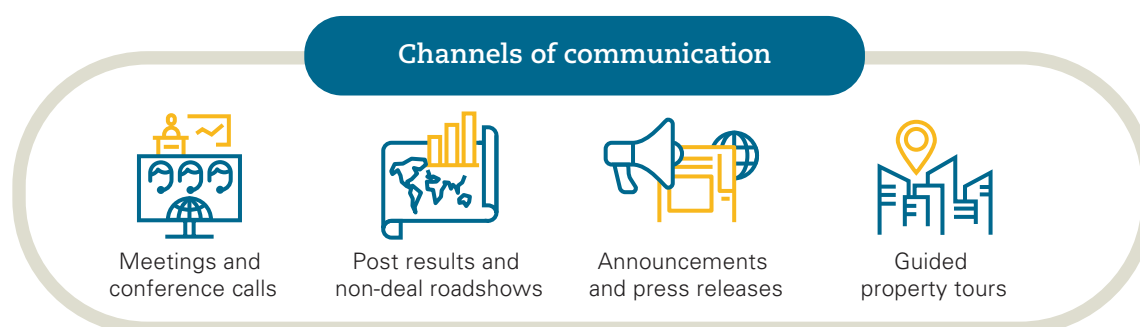 Channels of communication
Meetings and
conference calls
Post results and
non-deal roadshows
Announcements
and press releases
Guided
property tours